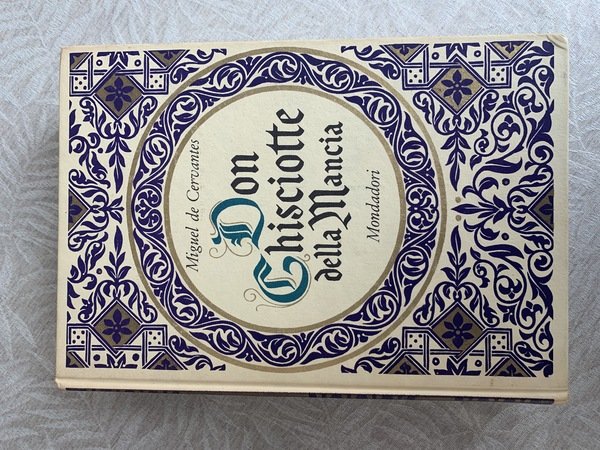 Miguel de Cervantes
Don
Chisciotte
della Mancia
Mondadori